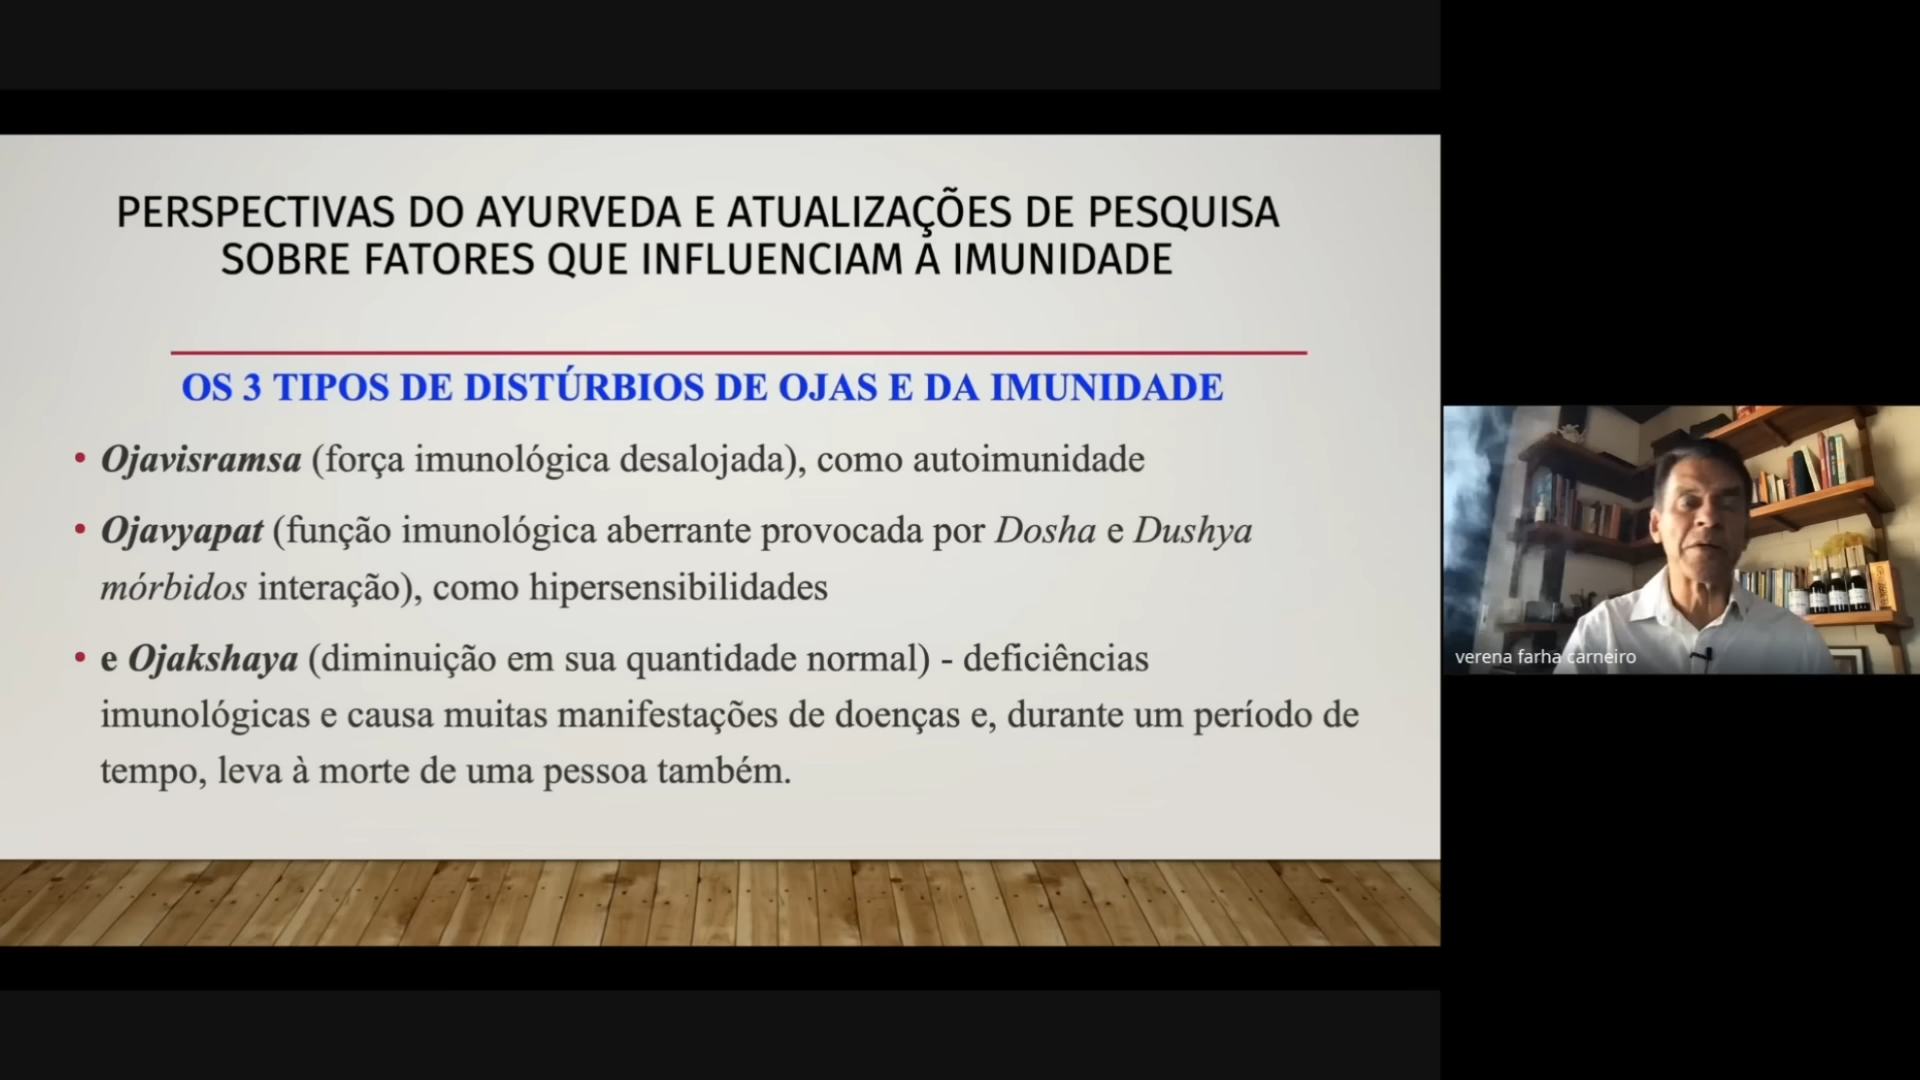 PERSPECTIVAS DO AYURVEDA E ATUALIZAÇÕES DE PESQUISA
SOBRE FATORES QUE INFLUENCIAM A IMUNIDADE
OS 3 TIPOS DE DISTÚRBIOS DE OJAS E DA IMUNIDADE
• Ojavisramsa (força imunológica desalojada), como autoimunidade
• Ojavyapat (função imunológica aberrante provocada por Dosha e Dushya
mórbidos interação), como hipersensibilidades
• e Ojakshaya (diminuição em sua quantidade normal) - deficiências
imunológicas e causa muitas manifestações de doenças e, durante um período de
tempo, leva à morte de uma pessoa também.
verena farha carneiro